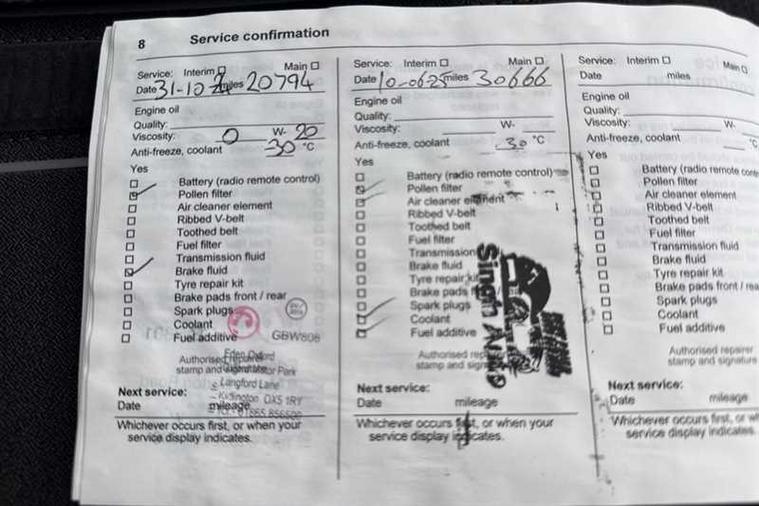 8 Service confirmation
Service: Interim Main
Date 31-10 miles 20794
Engine oil
Quality:
Viscosity: 0 W- 20
Anti-freeze, coolant -30 °C
Yes
Battery (radio remote control)
Pollen filter
Air cleaner element
Ribbed V-belt
Toothed belt
Fuel filter
Transmission fluid
Brake fluid
Tyre repair kit
Brake pads front / rear
Spark plugs
Coolant
Fuel additive GBW806
Authorised repairer
stamp and signature
Motor Park
Langford Lane
Kidlington OX5 1RY
Next service:
Date mileage
Whichever occurs first, or when your
service display indicates.
Service: Interim Main
Date 10-06-25 miles 30666
Engine oil
Quality:
Viscosity: W-
Anti-freeze, coolant -30 °C
Yes
Battery (radio remote control)
Pollen filter
Air cleaner element
Ribbed V-belt
Toothed belt
Fuel filter
Transmission
Brake fluid
Tyre repair kit
Brake pads
Spark plugs
Coolant
Fuel additive
Singh Auto
Authorised rep
stamp and sign
Next service:
Date mileage
Whichever occurs first, or when your
service display indicates.
Service: Interim Main
Date miles
Engine oil
Quality:
Viscosity: W-
Anti-freeze, coolant °C
Yes
Battery (radio remote cont
Pollen filter
Air cleaner element
Ribbed V-belt
Toothed belt
Fuel filter
Transmission fluid
Brake fluid
Tyre repair kit
Brake pads front / rea
Spark plugs
Coolant
Fuel additive
Authorised repairer
stamp and signature
Next service:
Date mileage
Whichever occurs first, or w
service display indicates.